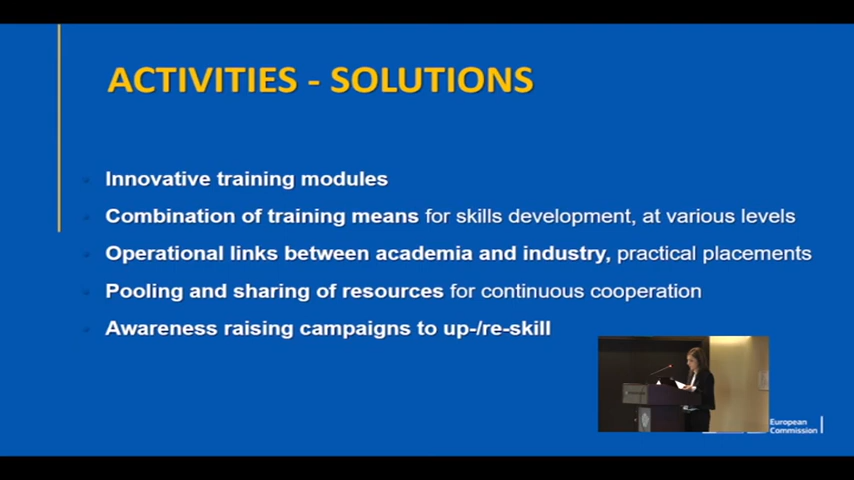 ACTIVITIES - SOLUTIONS
Innovative training modules
Combination of training means for skills development, at various levels
Operational links between academia and industry, practical placements
Pooling and sharing of resources for continuous cooperation
Awareness raising campaigns to up-/re-skill
European
Commission